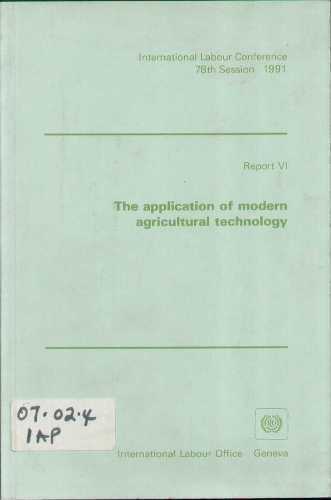 International Labour Conference
78th Session 1991
Report VI
The application of modern
agricultural technology
07.02.4
IAP
International Labour Office Geneva